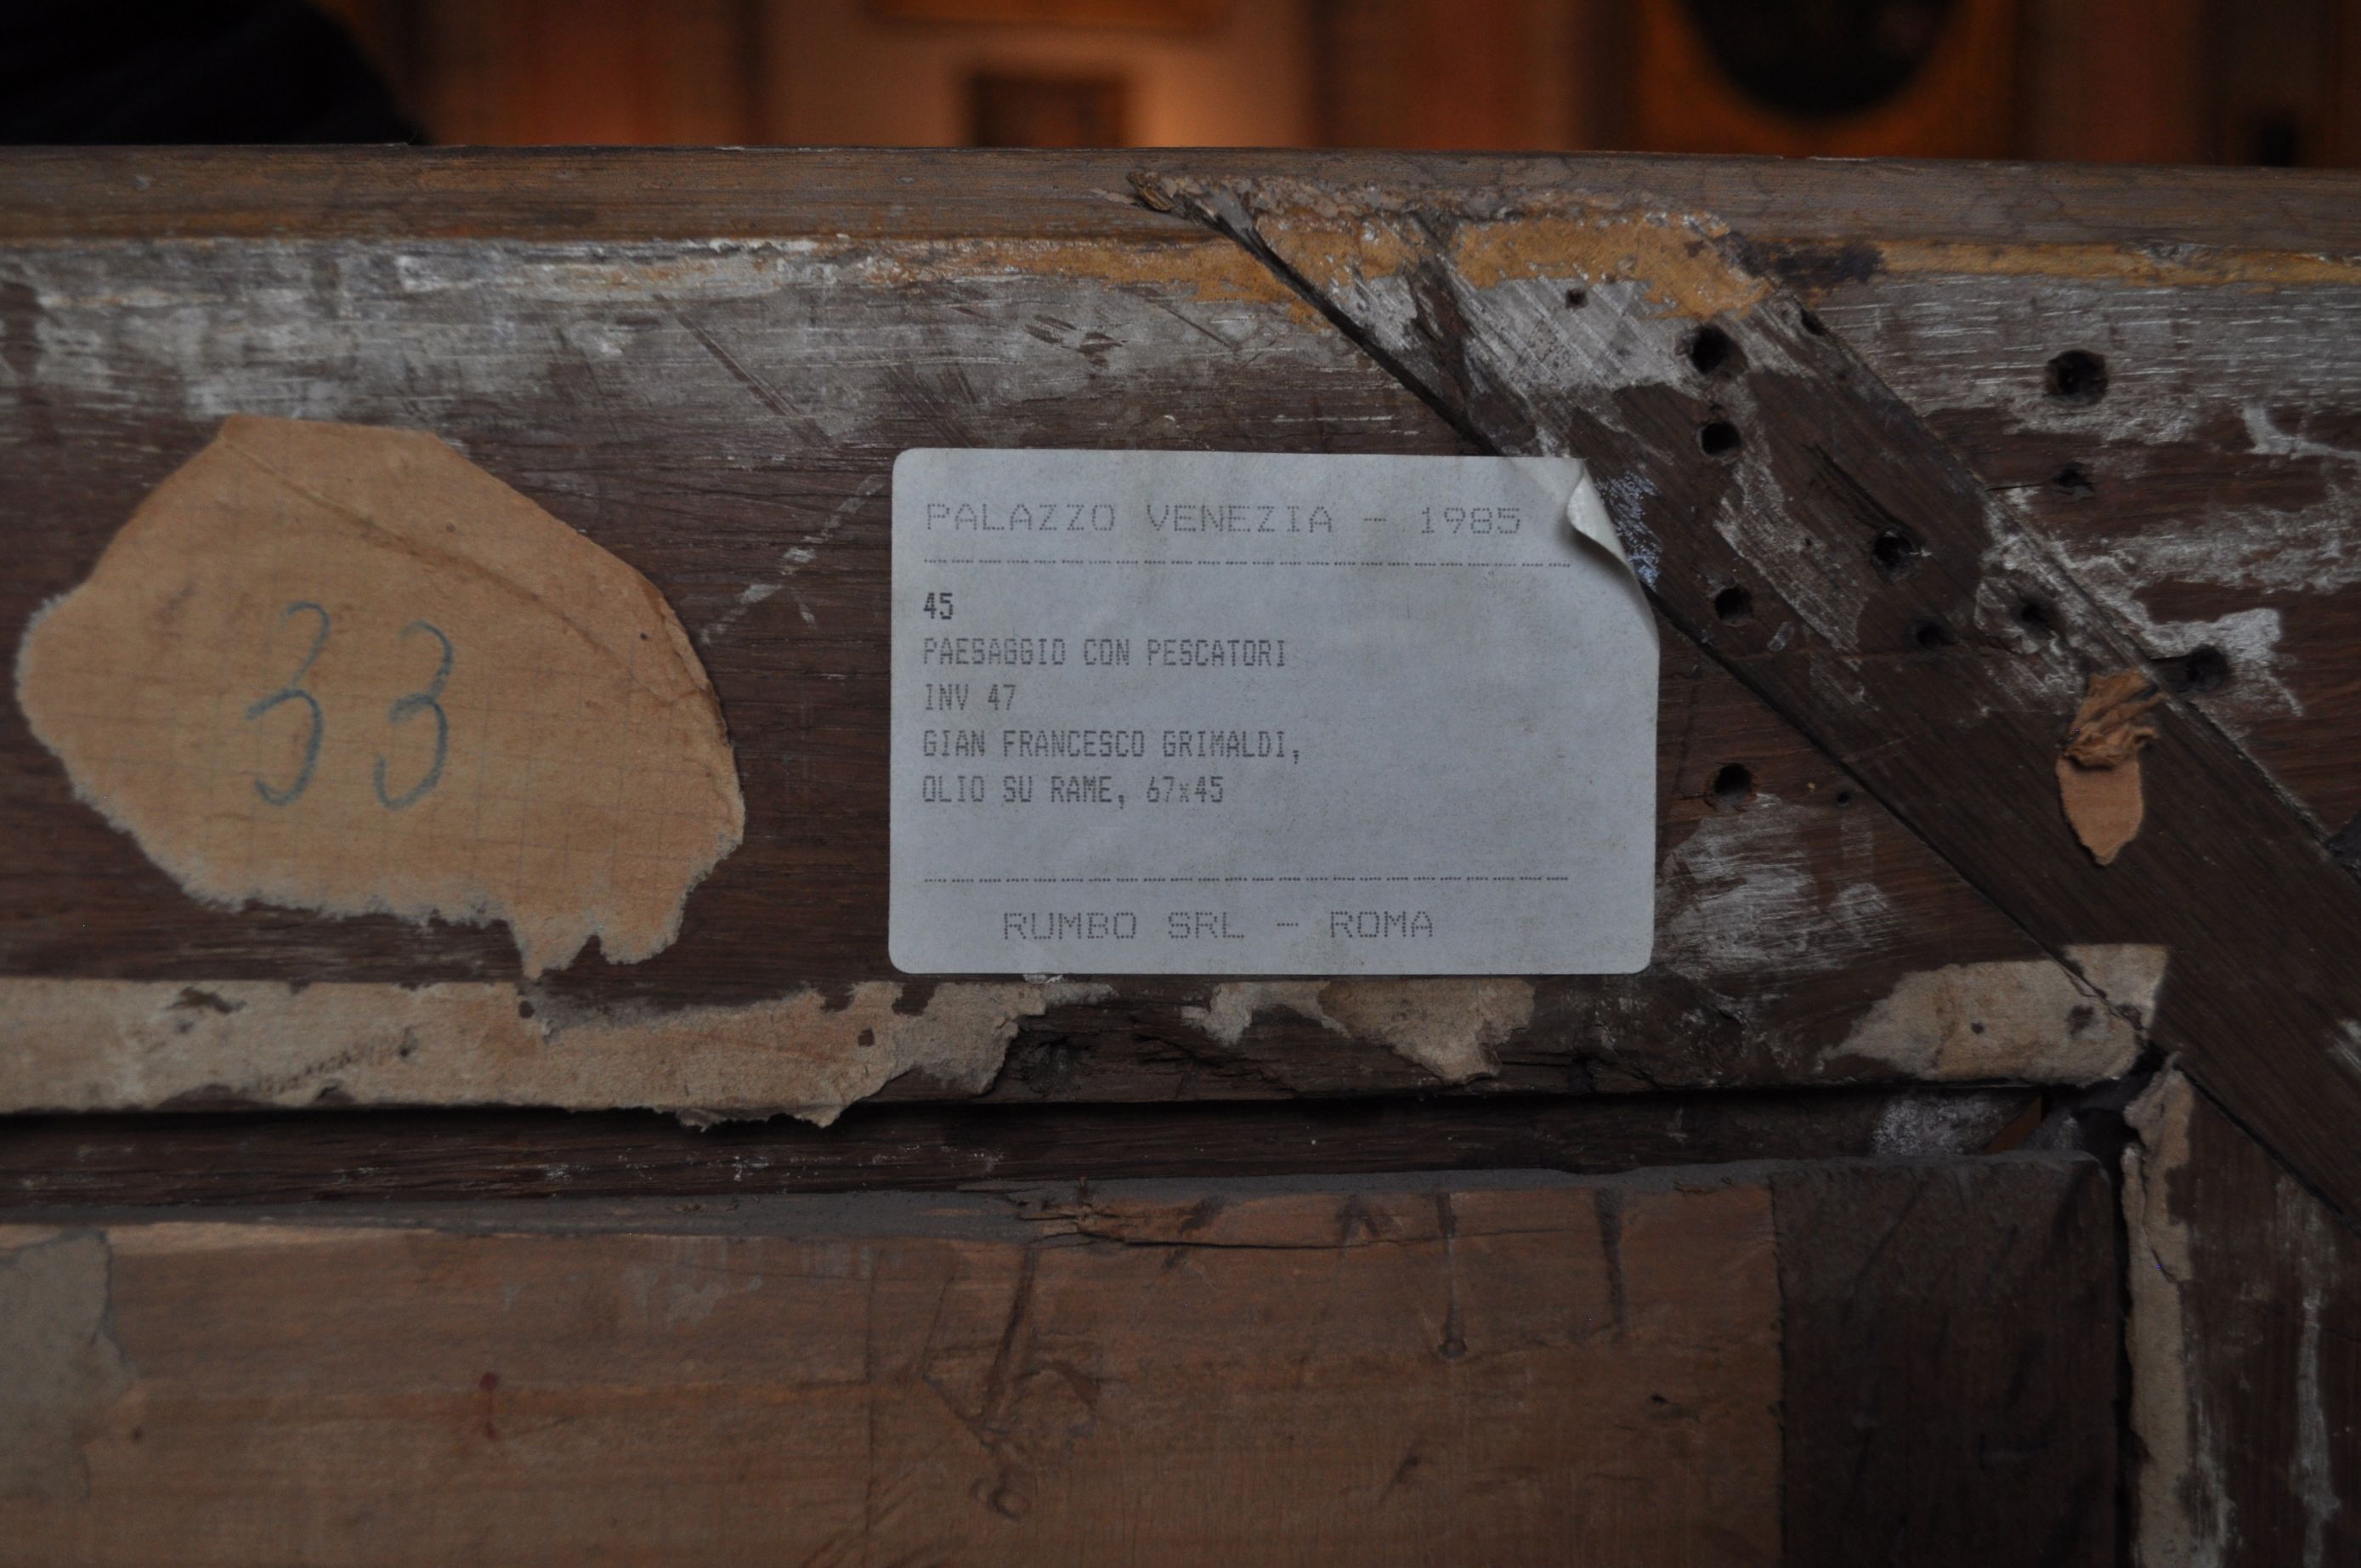 33
PALAZZO VENEZIA - 1985
45
PAESAGGIO CON PESCATORI
INV 47
GIAN FRANCESCO GRIMALDI,
OLIO SU RAME, 67x45
RUMBO SRL - ROMA